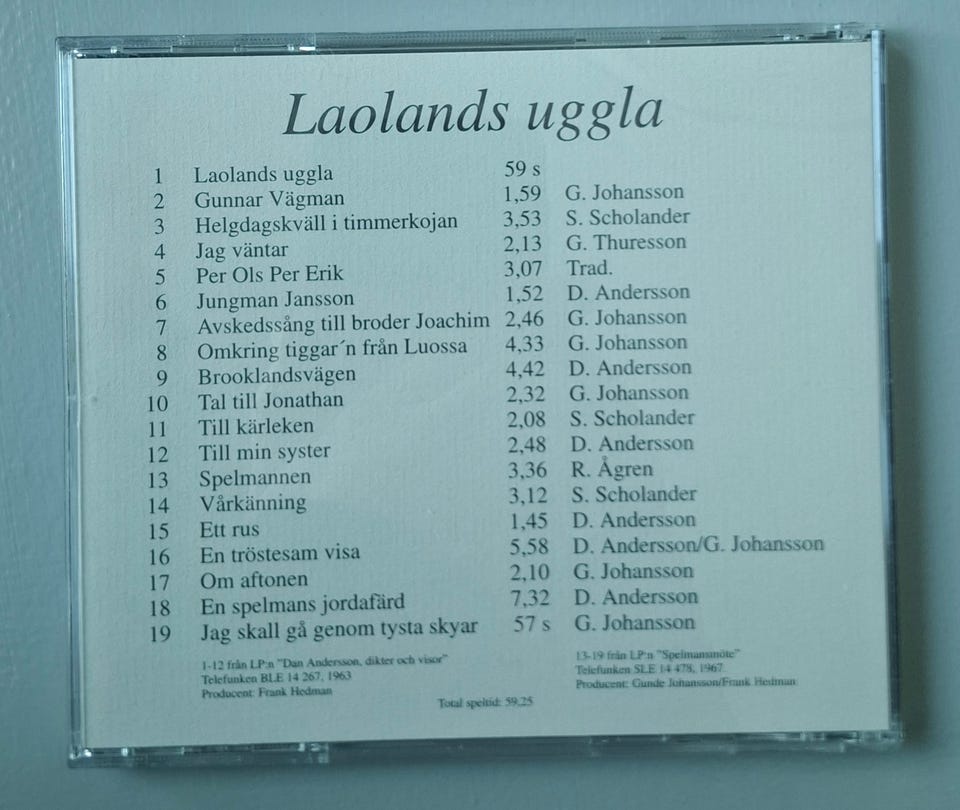 Laolands uggla
1 Laolands uggla 59 s
2 Gunnar Vägman 1,59 G. Johansson
3 Helgdagskväll i timmerkojan 3,53 S. Scholander
4 Jag väntar 2,13 G. Thuresson
5 Per Ols Per Erik 3,07 Trad.
6 Jungman Jansson 1,52 D. Andersson
7 Avskedssång till broder Joachim 2,46 G. Johansson
8 Omkring tiggar´n från Luossa 4,33 G. Johansson
9 Brooklandsvägen 4,42 D. Andersson
10 Tal till Jonathan 2,32 G. Johansson
11 Till kärleken 2,08 S. Scholander
12 Till min syster 2,48 D. Andersson
13 Spelmannen 3,36 R. Ågren
14 Vårkänning 3,12 S. Scholander
15 Ett rus 1,45 D. Andersson
16 En tröstesam visa 5,58 D. Andersson/G. Johansson
17 Om aftonen 2,10 G. Johansson
18 En spelmans jordafärd 7,32 D. Andersson
19 Jag skall gå genom tysta skyar 57 s G. Johansson
1-12 från LP:n "Dan Andersson, dikter och visor"
Telefunken BLE 14 267, 1963
Producent: Frank Hedman
13-19 från LP:n "Spelmansmöte"
Telefunken SLE 14 478, 1967
Producent: Gunde Johansson/Frank Hedman
Total speltid: 59,25